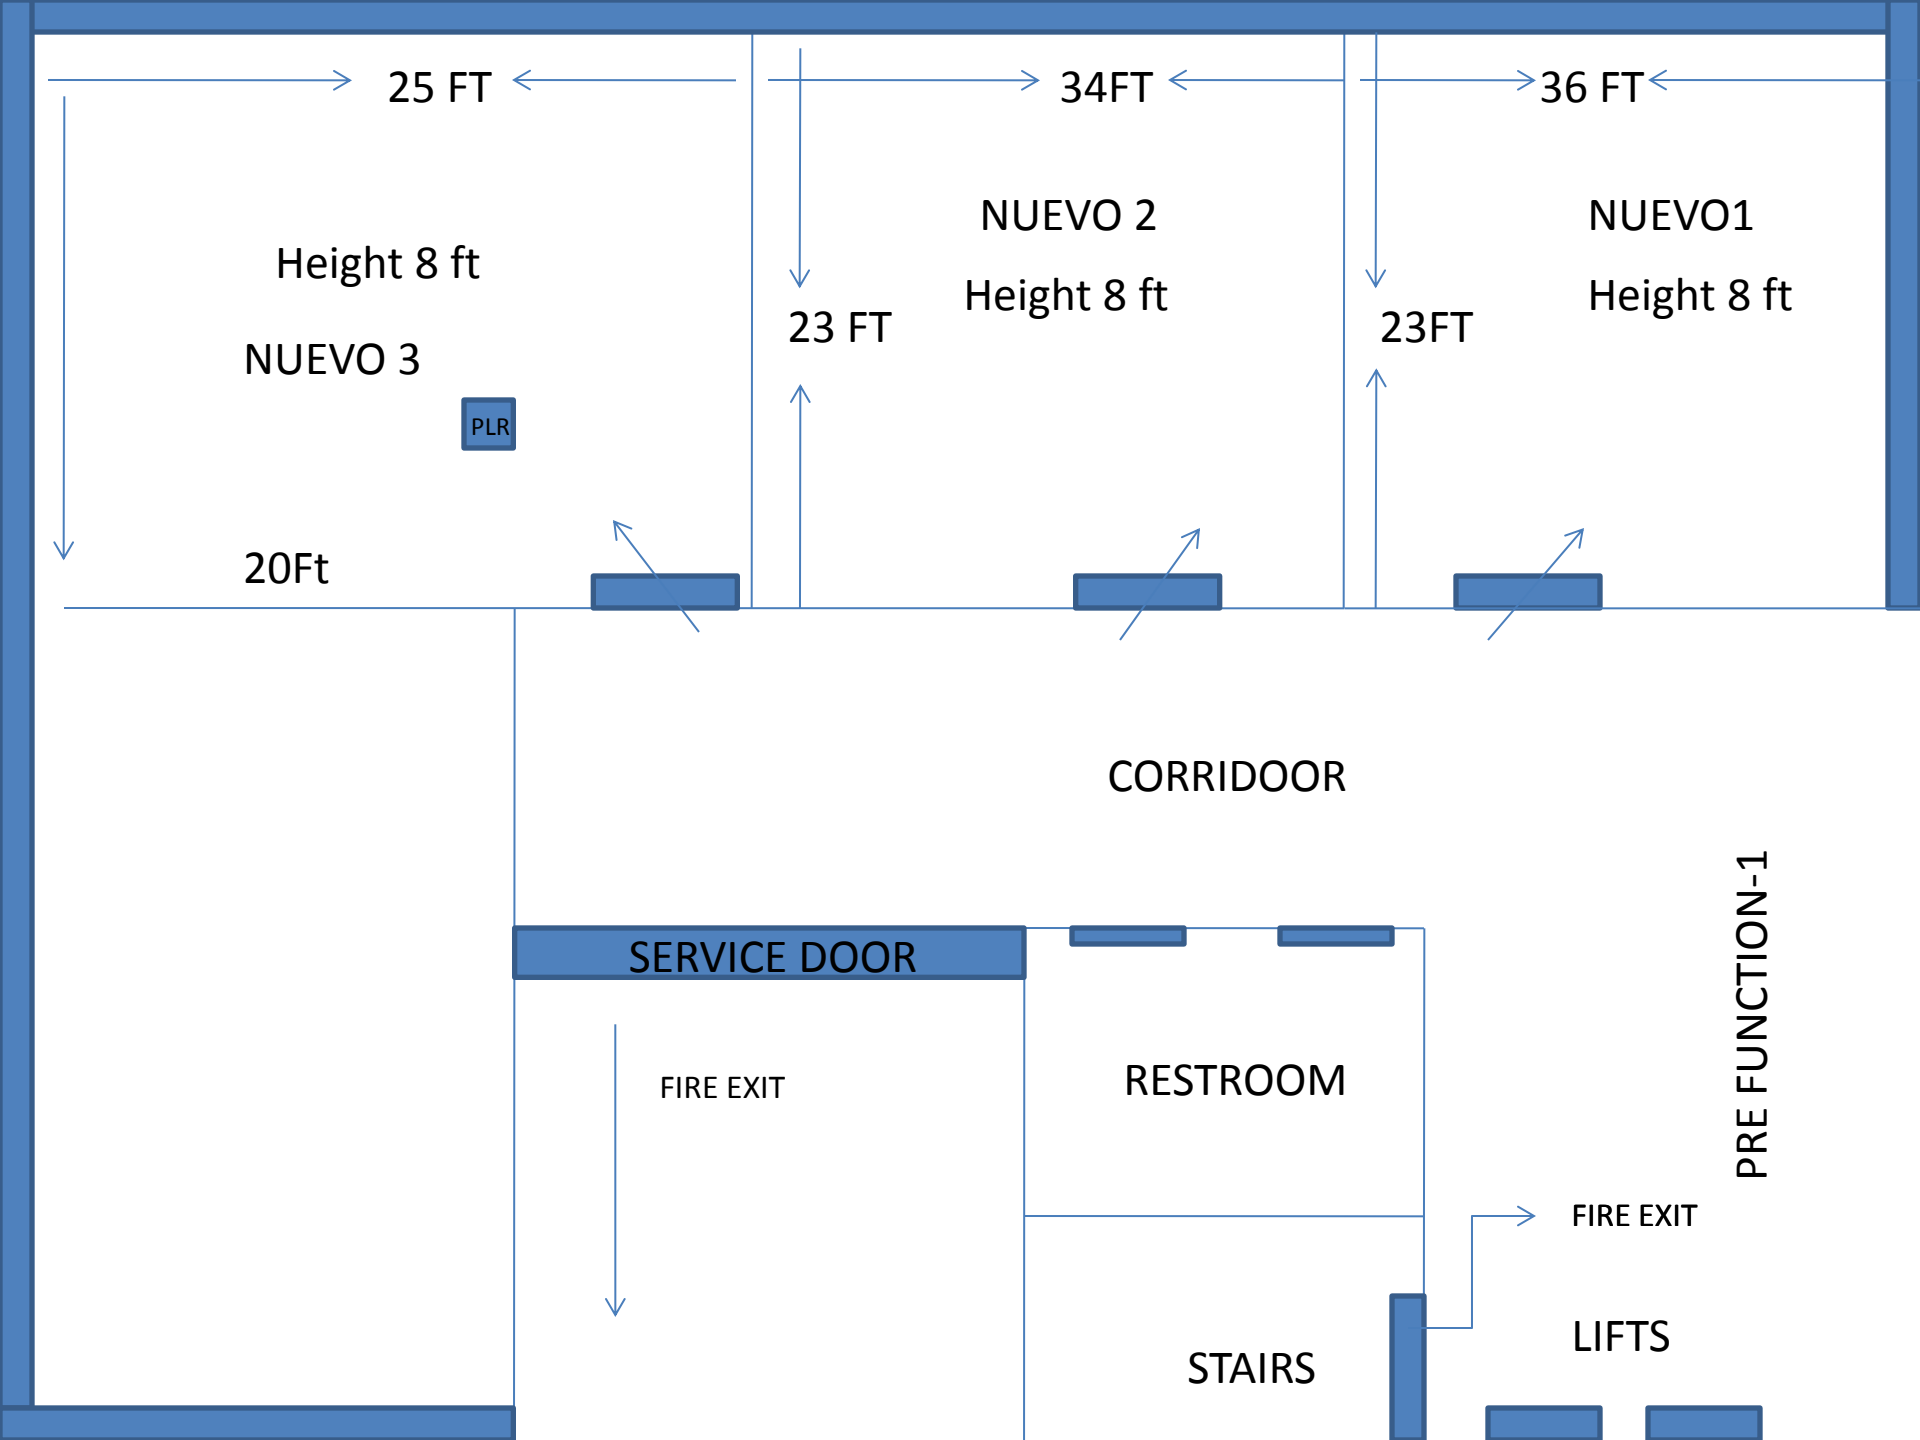 25 FT
34FT
36 FT
NUEVO 2
NUEVO1
Height 8 ft
Height 8 ft
Height 8 ft
23 FT
23FT
NUEVO 3
PLR
20Ft
CORRIDOOR
PRE FUNCTION-1
SERVICE DOOR
FIRE EXIT
RESTROOM
FIRE EXIT
LIFTS
STAIRS